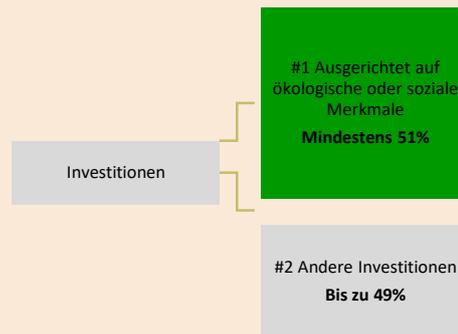 Investitionen
#1 Ausgerichtet auf
ökologische oder soziale
Merkmale
Mindestens 51%
#2 Andere Investitionen
Bis zu 49%